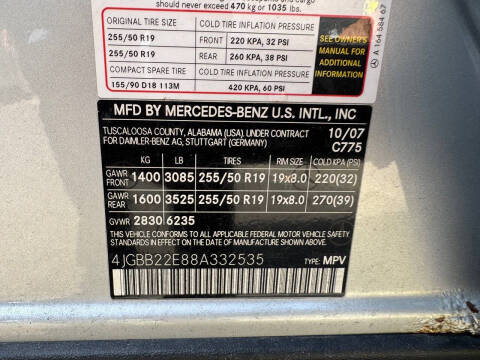 should never exceed 470 kg or 1035 lbs.
ORIGINAL TIRE SIZE COLD TIRE INFLATION PRESSURE
255/50 R19 FRONT 220 KPA, 32 PSI
255/50 R19 REAR 260 KPA, 38 PSI
COMPACT SPARE TIRE
155/90 D18 113M 420 KPA, 60 PSI
SEE OWNER'S
MANUAL FOR
ADDITIONAL
INFORMATION
A 164 584
MFD BY MERCEDES-BENZ U.S. INTL., INC
TUSCALOOSA COUNTY, ALABAMA (USA), UNDER CONTRACT 10/07
FOR DAIMLER-BENZ AG, STUTTGART (GERMANY) C775
KG LB TIRES RIM SIZE COLD KPA (PSI)
GAWR FRONT 1400 3085 255/50 R19 19x8.0 220(32)
GAWR REAR 1600 3525 255/50 R19 19x8.0 270(39)
GVWR 2830 6235
THIS VEHICLE CONFORMS TO ALL APPLICABLE FEDERAL MOTOR VEHICLE SAFETY
STANDARDS IN EFFECT ON THE DATE OF MANUFACTURE SHOWN ABOVE.
4JGBB22E88A332535 TYPE: MPV